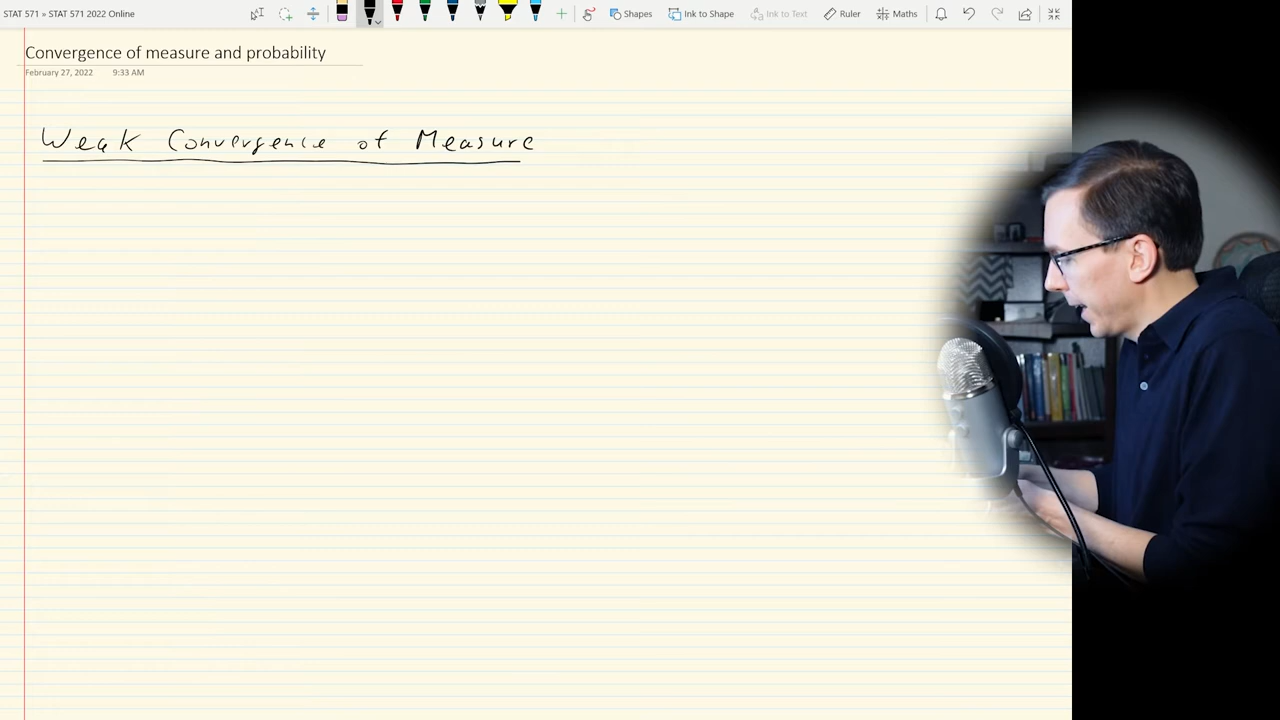 STAT 571 » STAT 571 2022 Online
Shapes
Ink to Shape
Ink to Text
Ruler
Maths
Convergence of measure and probability
February 27, 2022 9:33 AM
Weak Convergence of Measure